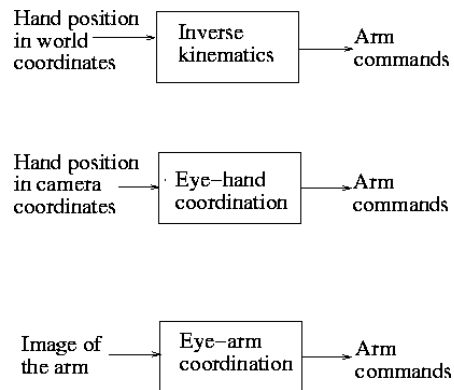 Hand position
in world
coordinates
Inverse
kinematics
Arm
commands
Hand position
in camera
coordinates
Eye−hand
coordination
Arm
commands
Image of
the arm
Eye−arm
coordination
Arm
commands